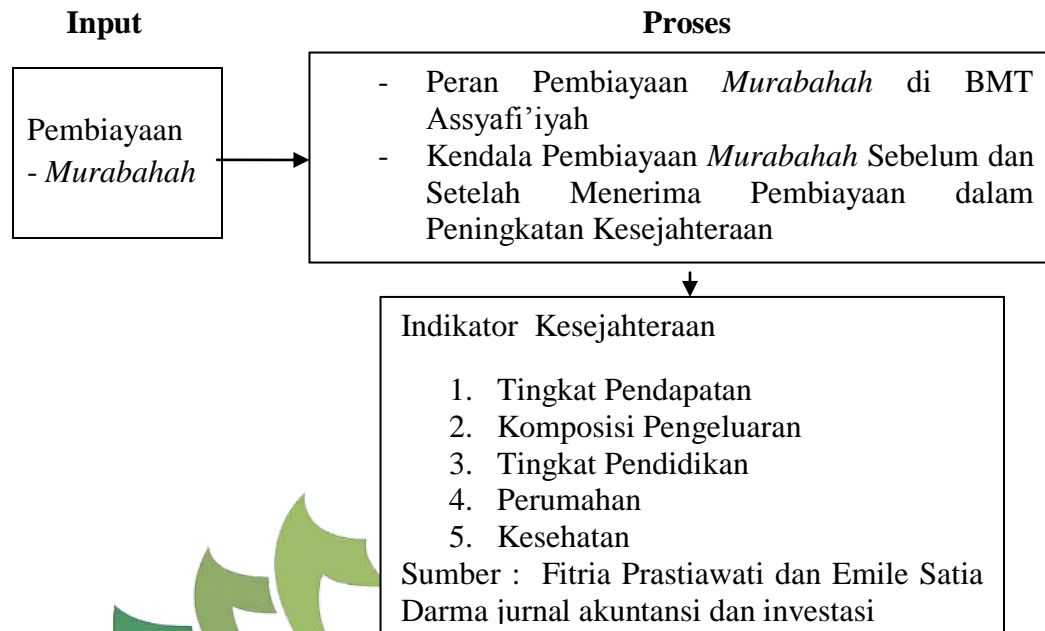 Input
Proses
Pembiayaan
- Murabahah
- Peran Pembiayaan Murabahah di BMT
Assyafi’iyah
- Kendala Pembiayaan Murabahah Sebelum dan
Setelah Menerima Pembiayaan dalam
Peningkatan Kesejahteraan
Indikator Kesejahteraan
1. Tingkat Pendapatan
2. Komposisi Pengeluaran
3. Tingkat Pendidikan
4. Perumahan
5. Kesehatan
Sumber : Fitria Prastiawati dan Emile Satia
Darma jurnal akuntansi dan investasi